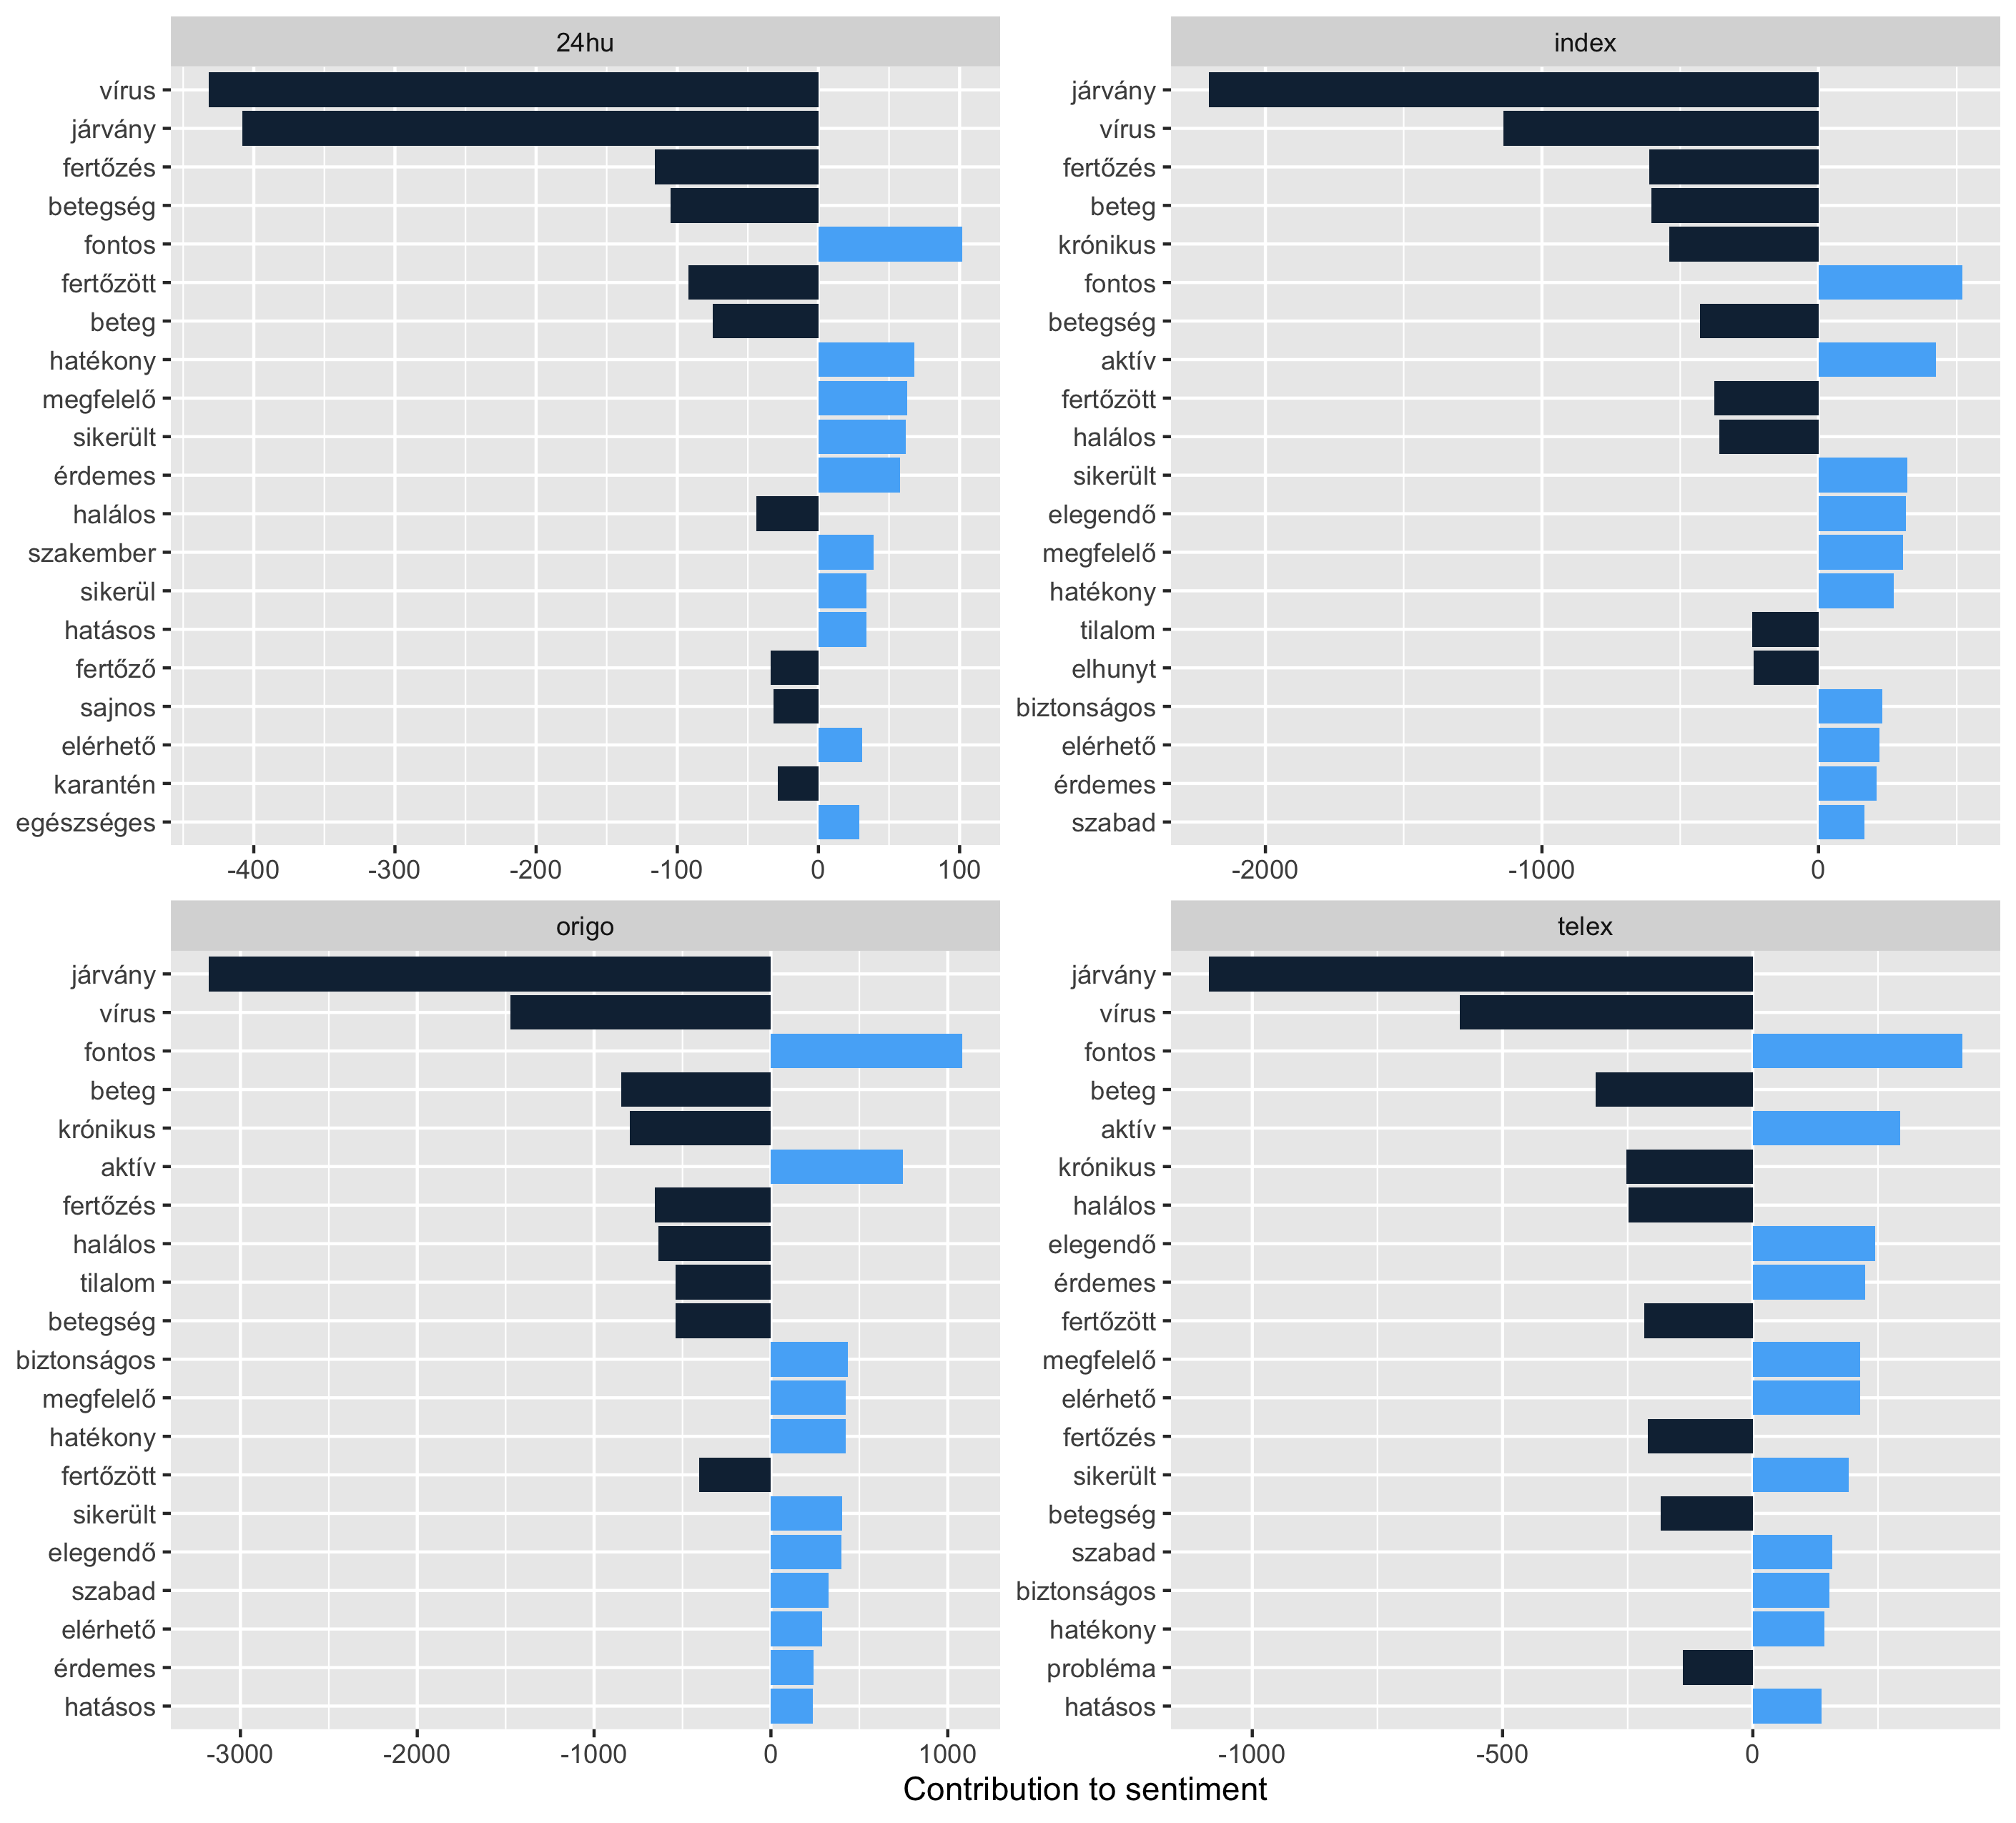 24hu
vírus
járvány
fertőzés
betegség
fontos
fertőzött
beteg
hatékony
megfelelő
sikerült
érdemes
halálos
szakember
sikerül
hatásos
fertőző
sajnos
elérhető
karantén
egészséges
-400 -300 -200 -100 0 100
index
járvány
vírus
fertőzés
beteg
krónikus
fontos
betegség
aktív
fertőzött
halálos
sikerült
elegendő
megfelelő
hatékony
tilalom
elhunyt
biztonságos
elérhető
érdemes
szabad
-2000 -1000 0
origo
járvány
vírus
fontos
beteg
krónikus
aktív
fertőzés
halálos
tilalom
betegség
biztonságos
megfelelő
hatékony
fertőzött
sikerült
elegendő
szabad
elérhető
érdemes
hatásos
-3000 -2000 -1000 0 1000
telex
járvány
vírus
fontos
beteg
aktív
krónikus
halálos
elegendő
érdemes
fertőzött
megfelelő
elérhető
fertőzés
sikerült
betegség
szabad
biztonságos
hatékony
probléma
hatásos
-1000 -500 0
Contribution to sentiment